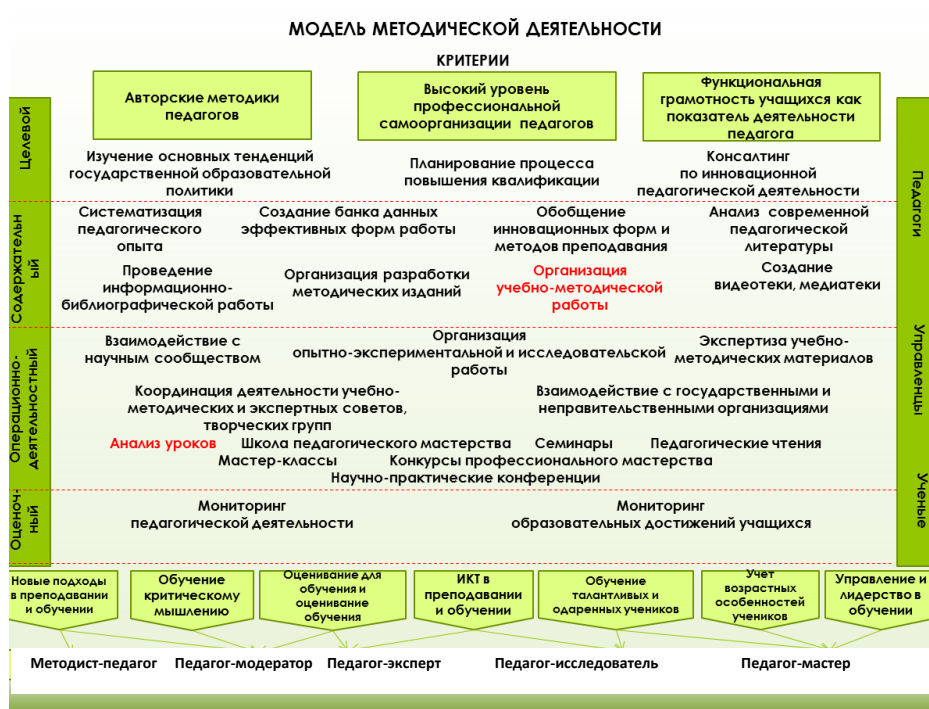 МОДЕЛЬ МЕТОДИЧЕСКОЙ ДЕЯТЕЛЬНОСТИ
КРИТЕРИИ
Авторские методики
педагогов
Высокий уровень
профессиональной
самоорганизации педагогов
Функциональная
грамотность учащихся как
показатель деятельности
педагога
Целевой
Изучение основных тенденций
государственной образовательной
политики
Планирование процесса
повышения квалификации
Консалтинг
по инновационной
педагогической деятельности
Педагоги
Содержательн
ый
Систематизация
педагогического
опыта
Создание банка данных
эффективных форм работы
Обобщение
инновационных форм и
методов преподавания
Анализ современной
педагогической
литературы
Проведение
информационно-
библиографической работы
Организация разработки
методических изданий
Организация
учебно-методической
работы
Создание
видеотеки, медиатеки
Управленцы
Операционно-
деятельностный
Взаимодействие с
научным сообществом
Организация
опытно-экспериментальной и исследовательской
работы
Экспертиза учебно-
методических материалов
Координация деятельности учебно-
методических и экспертных советов,
творческих групп
Взаимодействие с государственными и
неправительственными организациями
Анализ уроков Школа педагогического мастерства Семинары Педагогические чтения
Мастер-классы Конкурсы профессионального мастерства
Научно-практические конференции
Ученые
Оценоч-
ный
Мониторинг
педагогической деятельности
Мониторинг
образовательных достижений учащихся
Новые подходы
в преподавании
и обучении
Обучение
критическому
мышлению
Оценивание для
обучения и
оценивание
обучения
ИКТ в
преподавании
и обучении
Обучение
талантливых и
одаренных учеников
Учет
возрастных
особенностей
учеников
Управление и
лидерство в
обучении
Методист-педагог Педагог-модератор Педагог-эксперт Педагог-исследователь Педагог-мастер